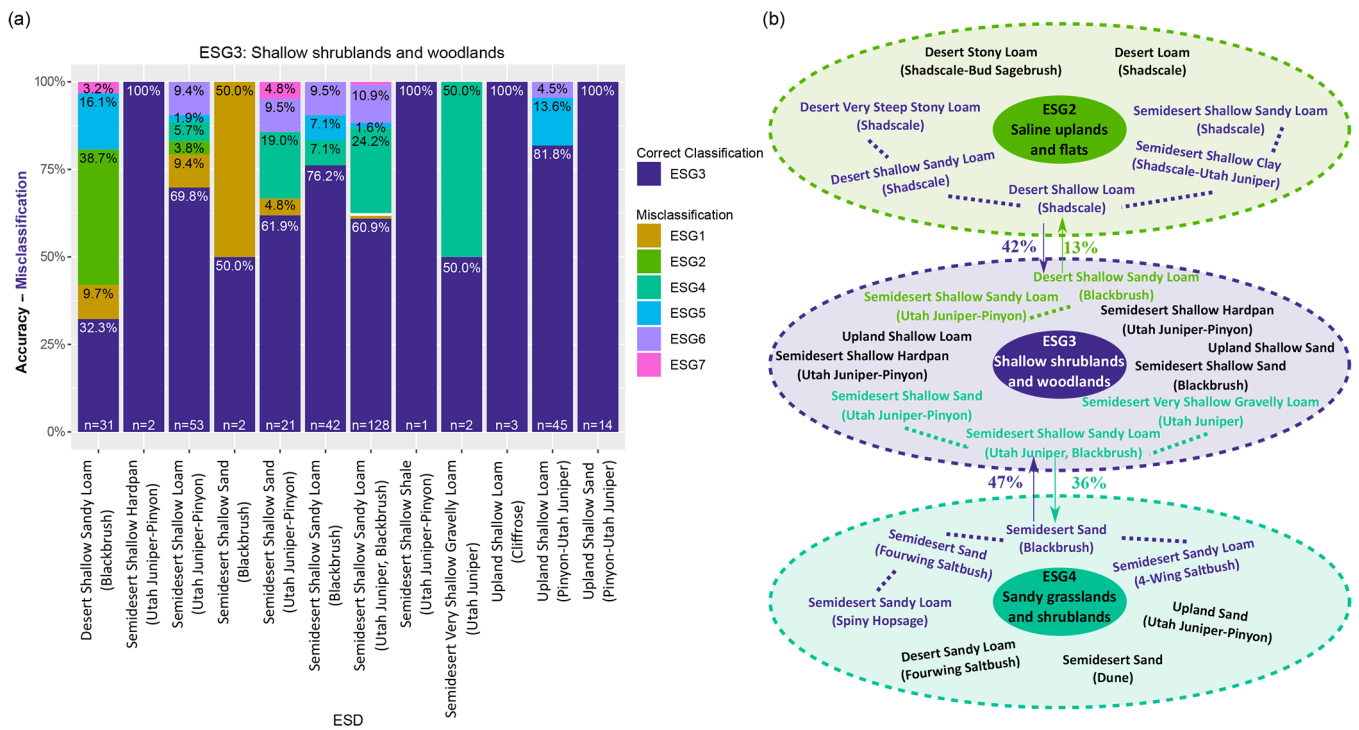 (a)
ESG3: Shallow shrublands and woodlands
Accuracy – Misclassification
100%
75%
50%
25%
0%
3.2%
16.1%
38.7%
9.7%
32.3%
n=31
100%
n=2
9.4%
1.9%
5.7%
3.8%
9.4%
69.8%
n=53
50.0%
50.0%
n=2
4.8%
9.5%
19.0%
4.8%
61.9%
n=21
9.5%
7.1%
7.1%
76.2%
n=42
10.9%
1.6%
24.2%
60.9%
n=128
100%
n=1
50.0%
50.0%
n=2
100%
n=3
4.5%
13.6%
81.8%
n=45
100%
n=14
Desert Shallow Sandy Loam
(Blackbrush)
Semidesert Shallow Hardpan
(Utah Juniper-Pinyon)
Semidesert Shallow Loam
(Utah Juniper-Pinyon)
Semidesert Shallow Sand
(Blackbrush)
Semidesert Shallow Sand
(Utah Juniper-Pinyon)
Semidesert Shallow Sandy Loam
(Blackbrush)
Semidesert Shallow Sandy Loam
(Utah Juniper, Blackbrush)
Semidesert Shallow Shale
(Utah Juniper-Pinyon)
Semidesert Very Shallow Gravelly Loam
(Utah Juniper)
Upland Shallow Loam
(Cliffrose)
Upland Shallow Loam
(Pinyon-Utah Juniper)
Upland Shallow Sand
(Pinyon-Utah Juniper)
ESD
Correct Classification
ESG3
Misclassification
ESG1
ESG2
ESG4
ESG5
ESG6
ESG7
(b)
Desert Stony Loam
(Shadscale-Bud Sagebrush)
Desert Loam
(Shadscale)
Desert Very Steep Stony Loam
(Shadscale)
ESG2
Saline uplands
and flats
Semidesert Shallow Sandy Loam
(Shadscale)
Desert Shallow Sandy Loam
(Shadscale)
Semidesert Shallow Clay
(Shadscale-Utah Juniper)
Desert Shallow Loam
(Shadscale)
42%
13%
Desert Shallow Sandy Loam
(Blackbrush)
Semidesert Shallow Sandy Loam
(Utah Juniper-Pinyon)
Semidesert Shallow Hardpan
(Utah Juniper-Pinyon)
Upland Shallow Loam
ESG3
Shallow shrublands
and woodlands
Upland Shallow Sand
Semidesert Shallow Hardpan
(Utah Juniper-Pinyon)
Semidesert Shallow Sand
(Blackbrush)
Semidesert Shallow Sand
(Utah Juniper-Pinyon)
Semidesert Very Shallow Gravelly Loam
(Utah Juniper)
Semidesert Shallow Sandy Loam
(Utah Juniper, Blackbrush)
47%
36%
Semidesert Sand
(Blackbrush)
Semidesert Sand
(Fourwing Saltbush)
Semidesert Sandy Loam
(4-Wing Saltbush)
ESG4
Sandy grasslands
and shrublands
Semidesert Sandy Loam
(Spiny Hopsage)
Upland Sand
(Utah Juniper-Pinyon)
Desert Sandy Loam
(Fourwing Saltbush)
Semidesert Sand
(Dune)